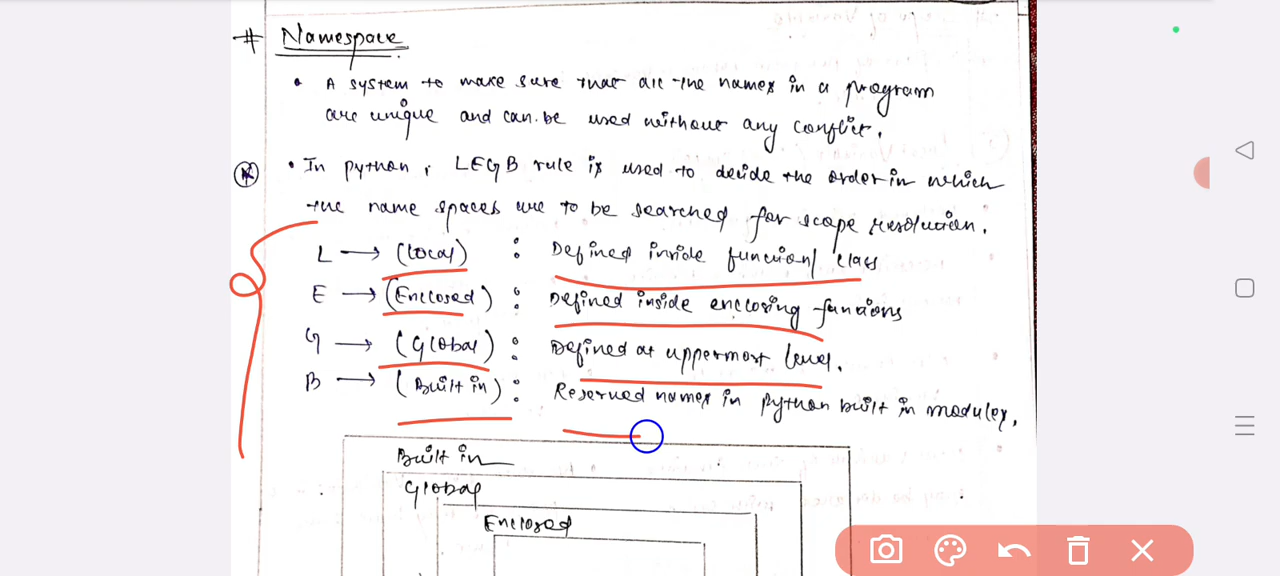 # Namespace
• A system to make sure that all the names in a program
are unique and can be used without any conflict.
• In python, LEGB rule is used to decide the order in which
the name spaces are to be searched for scope resolution.
L → (Local) : Defined inside function/ class
E → (Enclosed) : Defined inside enclosing functions
G → (Global) : Defined at uppermost level.
B → (Built in) : Reserved names in python built in modules.
Built in
Global
Enclosed